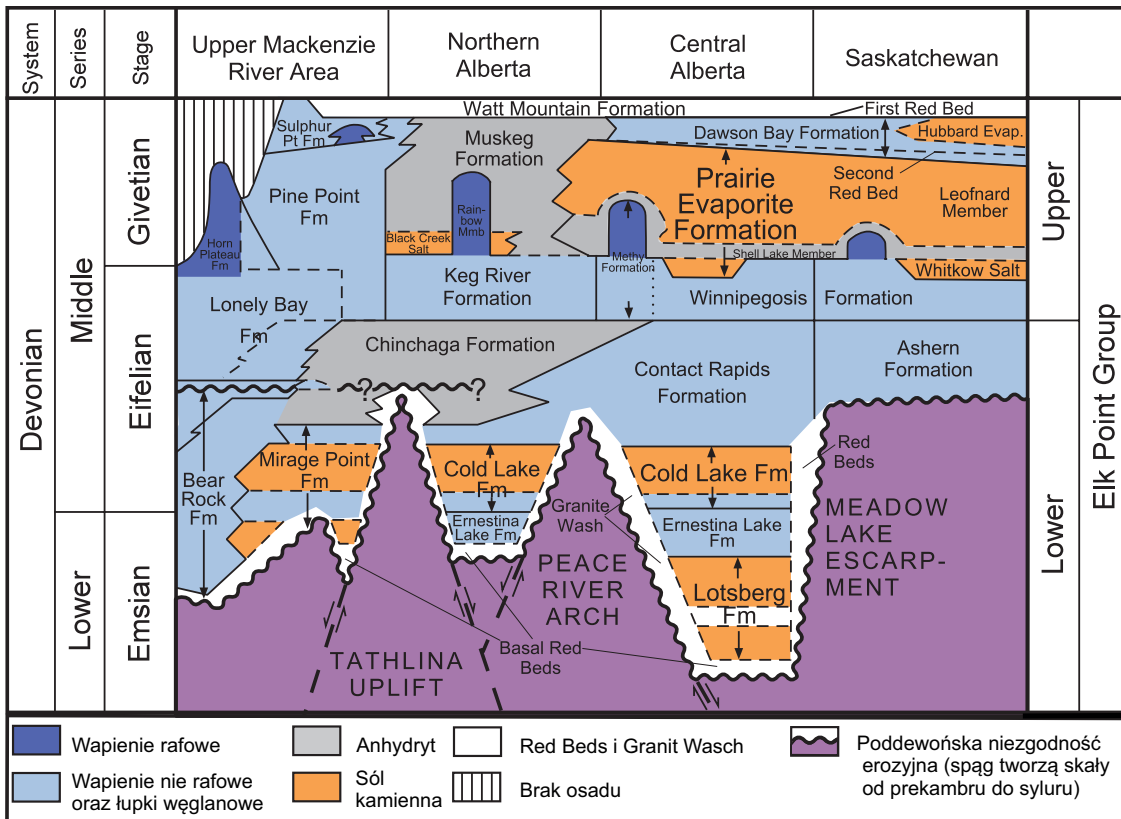 System
Series
Stage
Upper Mackenzie
River Area
Northern
Alberta
Central
Alberta
Saskatchewan
Devonian
Middle
Lower
Givetian
Eifelian
Emsian
Watt Mountain Formation
First Red Bed
Sulphur
Pt Fm
Muskeg
Formation
Dawson Bay Formation
Hubbard Evap.
Second
Red Bed
Pine Point
Fm
Prairie
Evaporite
Formation
Leofnard
Member
Rain-
bow
Mmb
Horn
Plateau
Fm
Black Creek
Salt
Methy
Formation
Shell Lake Member
Whitkow Salt
Keg River
Formation
Winnipegosis
Formation
Lonely Bay
Fm
Chinchaga Formation
Contact Rapids
Formation
Ashern
Formation
?
?
Mirage Point
Fm
Cold Lake
Fm
Cold Lake Fm
Red
Beds
Bear
Rock
Fm
Granite
Wash
Ernestina
Lake Fm
Ernestina Lake
Fm
MEADOW
LAKE
ESCARP-
MENT
PEACE
RIVER
ARCH
Lotsberg
Fm
Basal Red
Beds
TATHLINA
UPLIFT
Upper
Lower
Elk Point Group
Wapienie rafowe
Anhydryt
Red Beds i Granit Wasch
Poddewońska niezgodność
erozyjna (spąg tworzą skały
od prekambru do syluru)
Wapienie nie rafowe
oraz łupki węglanowe
Sól
kamienna
Brak osadu